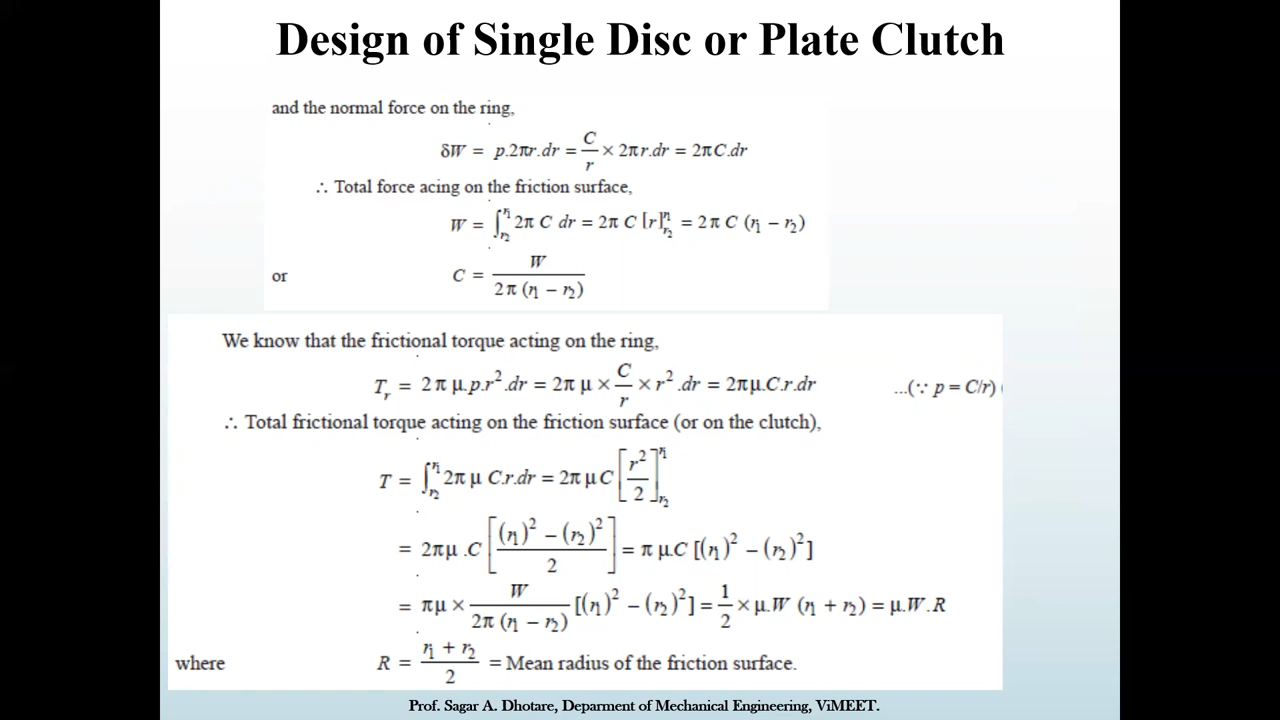 Design of Single Disc or Plate Clutch
and the normal force on the ring,
δW = p.2πr.dr = C/r × 2πr.dr = 2πC.dr
∴ Total force acing on the friction surface,
W = ∫_{r₂}^{r₁} 2π C dr = 2π C [r]_{r₂}^{r₁} = 2π C (r₁ − r₂)
or C = W / 2π (r₁ − r₂)
We know that the frictional torque acting on the ring,
T_r = 2π μ.p.r².dr = 2π μ × C/r × r².dr = 2πμ.C.r.dr ...(∵ p = C/r)
∴ Total frictional torque acting on the friction surface (or on the clutch),
T = ∫_{r₂}^{r₁} 2π μ C.r.dr = 2π μ C [r²/2]_{r₂}^{r₁}
= 2πμ .C [(r₁)² − (r₂)² / 2] = π μ.C [(r₁)² − (r₂)²]
= πμ × W / 2π (r₁ − r₂) [(r₁)² − (r₂)²] = 1/2 × μ.W (r₁ + r₂) = μ.W.R
where R = r₁ + r₂ / 2 = Mean radius of the friction surface.
Prof. Sagar A. Dhotare, Deparment of Mechanical Engineering, ViMEET.